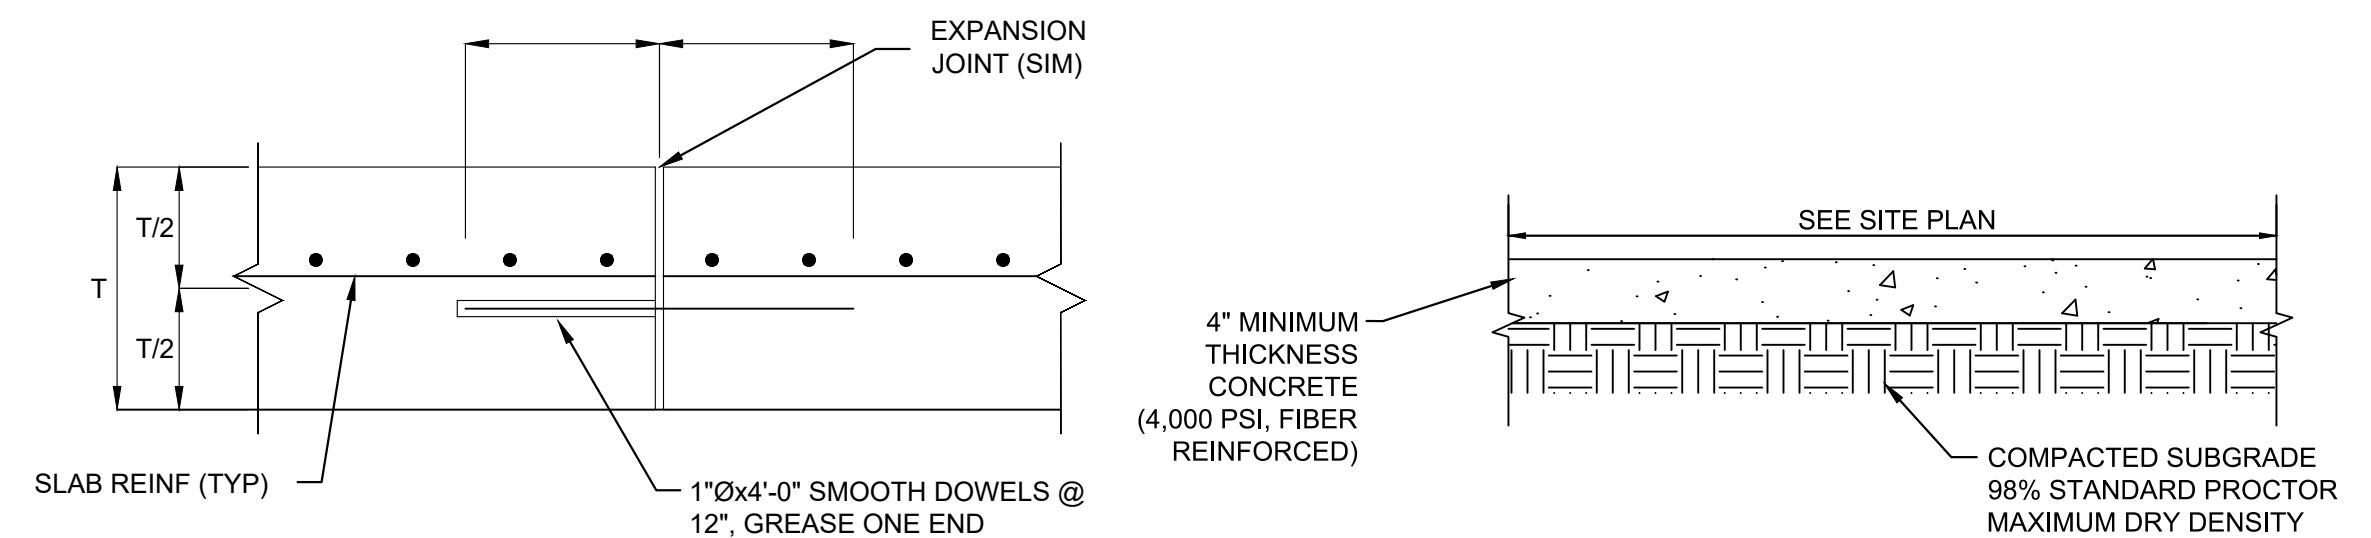 EXPANSION
JOINT (SIM)
T/2
T
T/2
SLAB REINF (TYP)
1"Øx4'-0" SMOOTH DOWELS @
12", GREASE ONE END
SEE SITE PLAN
4" MINIMUM
THICKNESS
CONCRETE
(4,000 PSI, FIBER
REINFORCED)
COMPACTED SUBGRADE
98% STANDARD PROCTOR
MAXIMUM DRY DENSITY